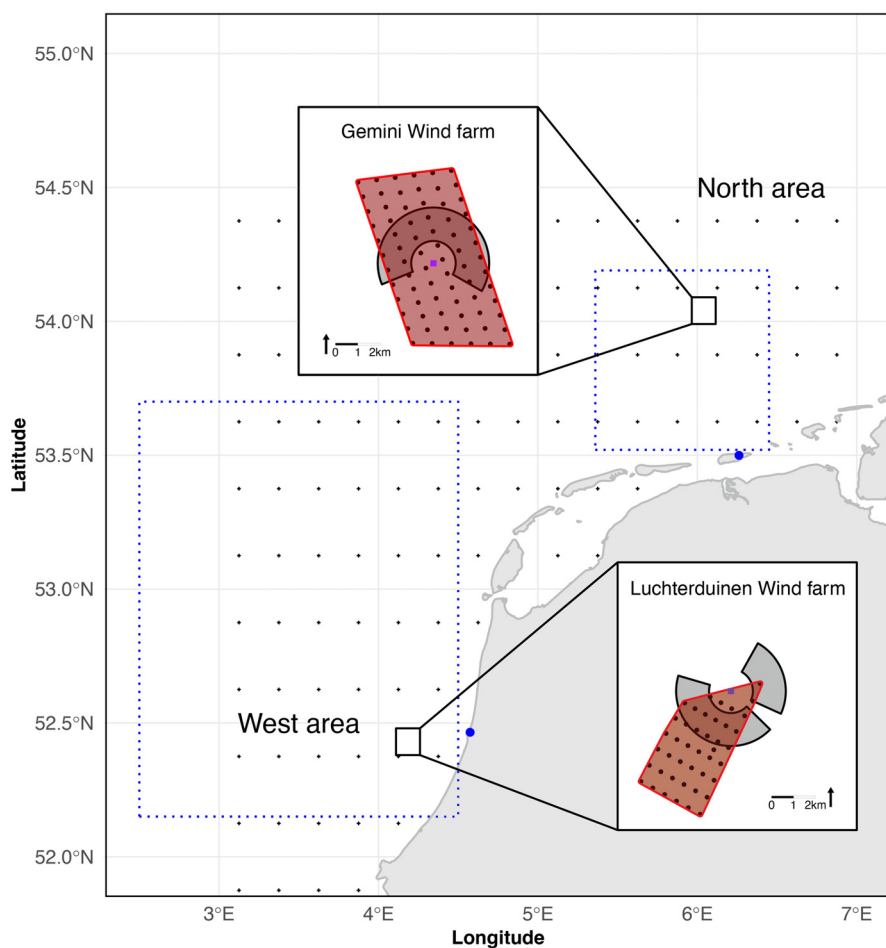 55.0°N
54.5°N
54.0°N
53.5°N
53.0°N
52.5°N
52.0°N
Latitude
Gemini Wind farm
0 1 2km
North area
West area
Luchterduinen Wind farm
0 1 2km
3°E 4°E 5°E 6°E 7°E
Longitude